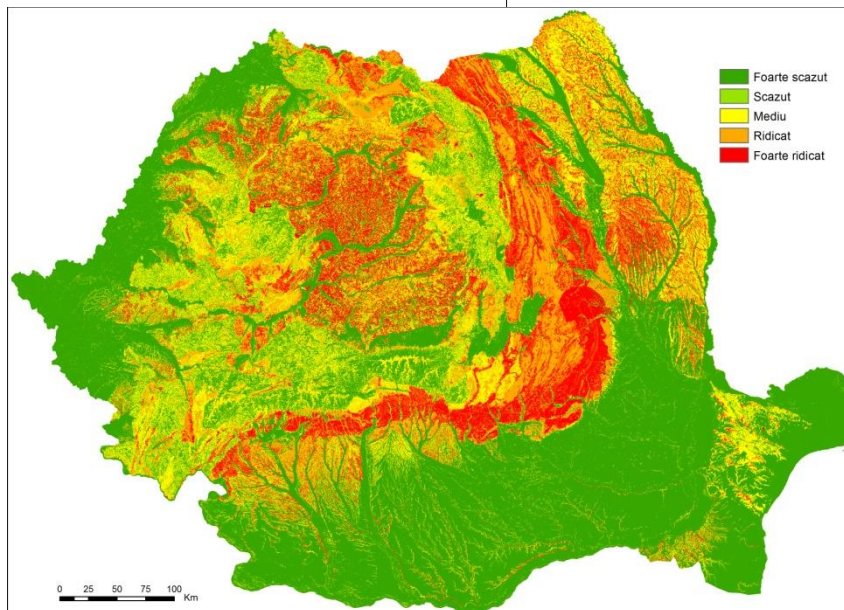 Foarte scazut
Scazut
Mediu
Ridicat
Foarte ridicat
0 25 50 75 100
Km